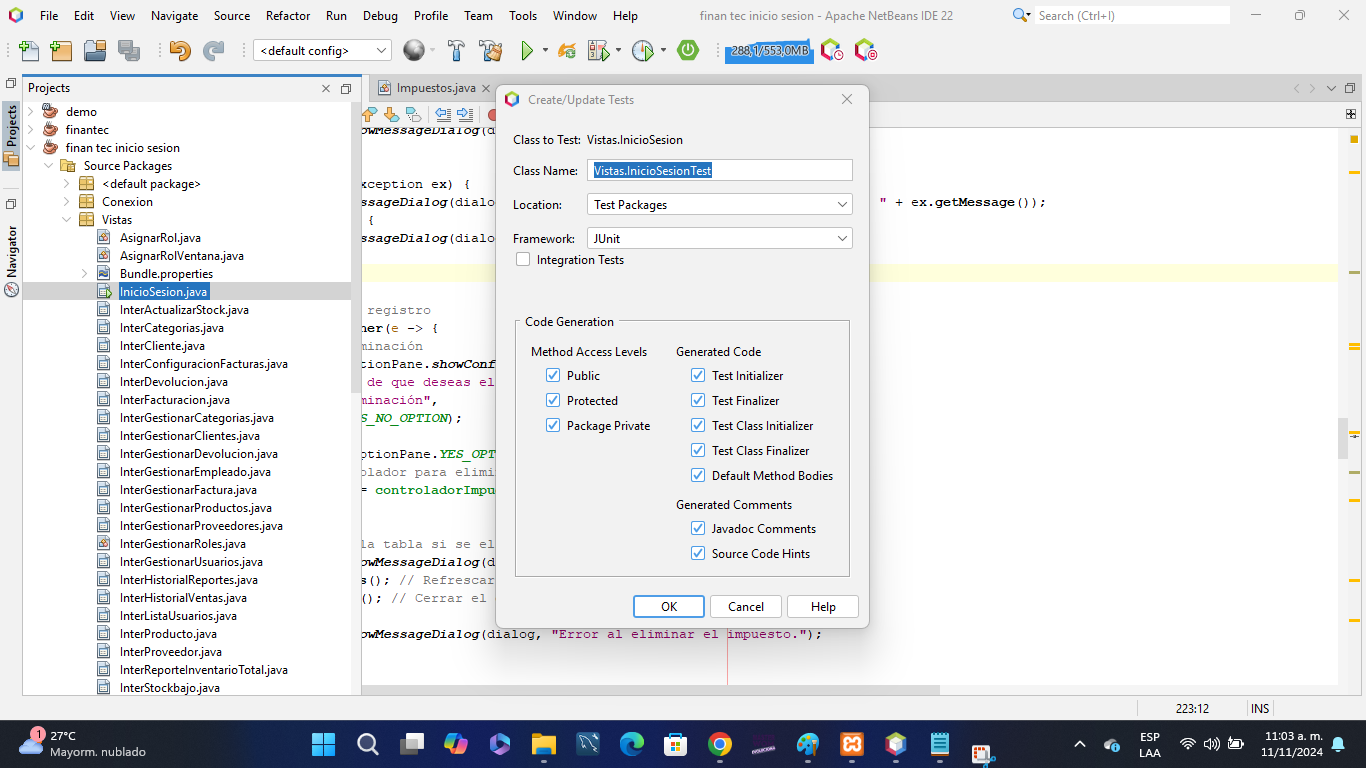 File Edit View Navigate Source Refactor Run Debug Profile Team Tools Window Help
finan tec inicio sesion - Apache NetBeans IDE 22
Search (Ctrl+I)
<default config>
288,1/553,0MB
Projects
Impuestos.java
Projects
Navigator
demo
finantec
finan tec inicio sesion
Source Packages
<default package>
Conexion
Vistas
AsignarRol.java
AsignarRolVentana.java
Bundle.properties
InicioSesion.java
InterActualizarStock.java
InterCategorias.java
InterCliente.java
InterConfiguracionFacturas.java
InterDevolucion.java
InterFacturacion.java
InterGestionarCategorias.java
InterGestionarClientes.java
InterGestionarDevolucion.java
InterGestionarEmpleado.java
InterGestionarFactura.java
InterGestionarProductos.java
InterGestionarProveedores.java
InterGestionarRoles.java
InterGestionarUsuarios.java
InterHistorialReportes.java
InterHistorialVentas.java
InterListaUsuarios.java
InterProducto.java
InterProveedor.java
InterReporteInventarioTotal.java
InterStockbajo.java
owMessageDialog(d
xception ex) {
ssageDialog(dialo
" + ex.getMessage());
{
ssageDialog(dialo
registro
ner(e -> {
minación
tionPane.showConf
de que deseas el
minación",
S_NO_OPTION);
ptionPane.YES_OPT
olador para elimi
= controladorImpu
la tabla si se el
owMessageDialog(d
s(); // Refrescar
(); // Cerrar el
owMessageDialog(dialog, "Error al eliminar el impuesto.");
Create/Update Tests
Class to Test: Vistas.InicioSesion
Class Name: Vistas.InicioSesionTest
Location: Test Packages
Framework: JUnit
Integration Tests
Code Generation
Method Access Levels
Public
Protected
Package Private
Generated Code
Test Initializer
Test Finalizer
Test Class Initializer
Test Class Finalizer
Default Method Bodies
Generated Comments
Javadoc Comments
Source Code Hints
OK Cancel Help
223:12 INS
1
27°C
Mayorm. nublado
ESP
LAA
11:03 a. m.
11/11/2024